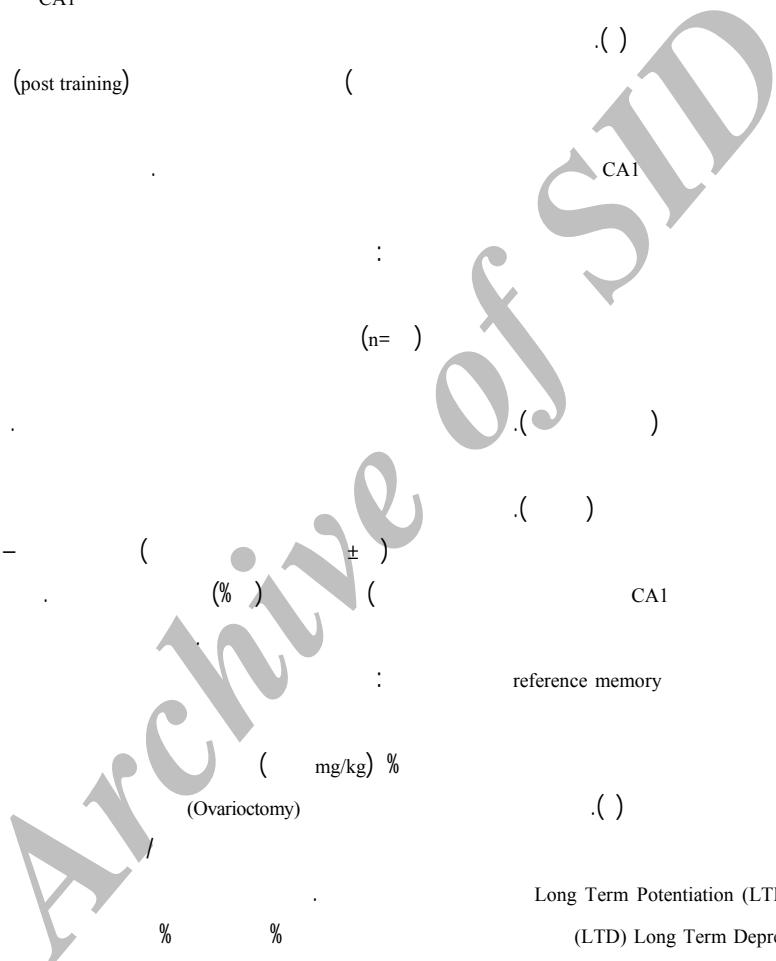 CA1
.( )
(post training) (
. CA1
:
(n= )
. .( )
.( )
– ( ± )
. (% ) ( CA1
.
: reference memory
( mg/kg) %
(Ovarioctomy) .( )
/
. Long Term Potentiation (LT
% % (LTD) Long Term Depre
Archive of SID